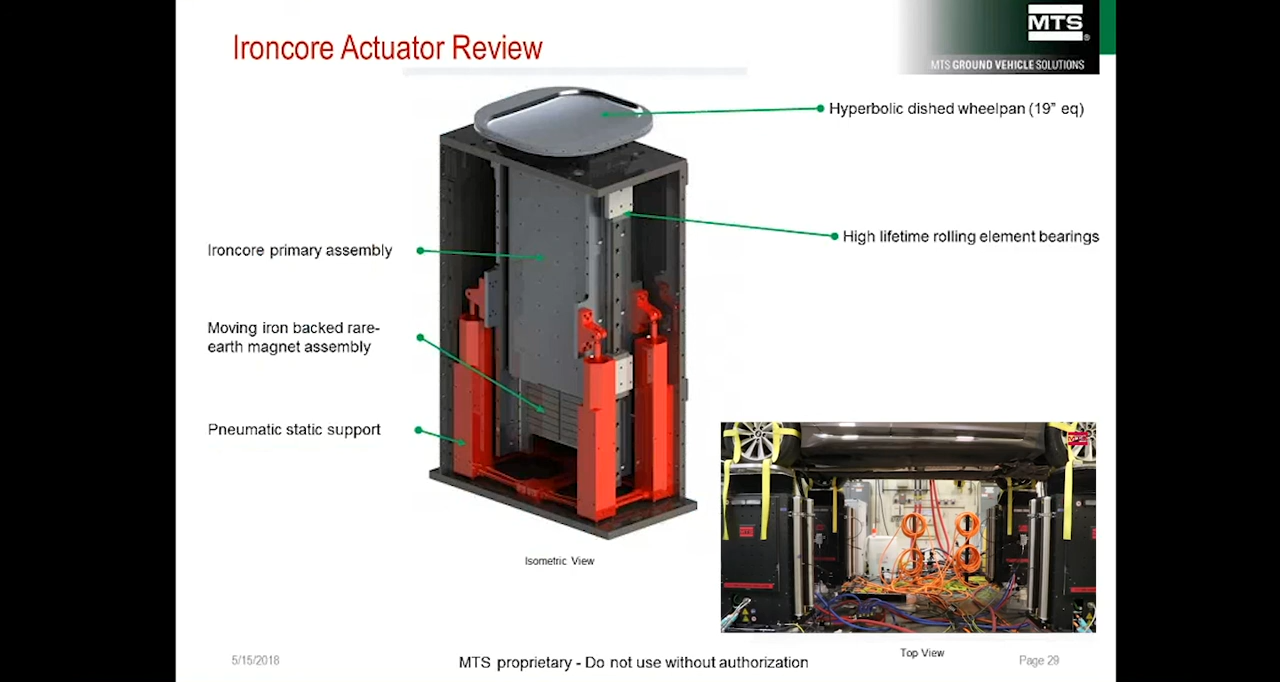 Ironcore Actuator Review
MTS
MTS GROUND VEHICLE SOLUTIONS
Hyperbolic dished wheelpan (19” eq)
High lifetime rolling element bearings
Ironcore primary assembly
Moving iron backed rare-
earth magnet assembly
Pneumatic static support
Isometric View
MTS
Top View
5/15/2018
MTS proprietary - Do not use without authorization
Page 29